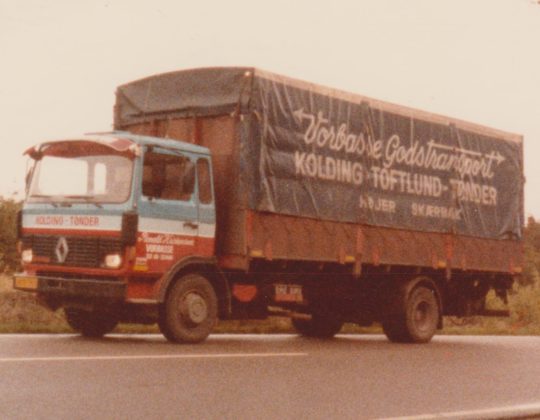 Vorbasse Godstransport
KOLDING - TOFTLUND - TØNDER
HØJER SKÆRBÆK
KOLDING - TØNDER
VORBASSE